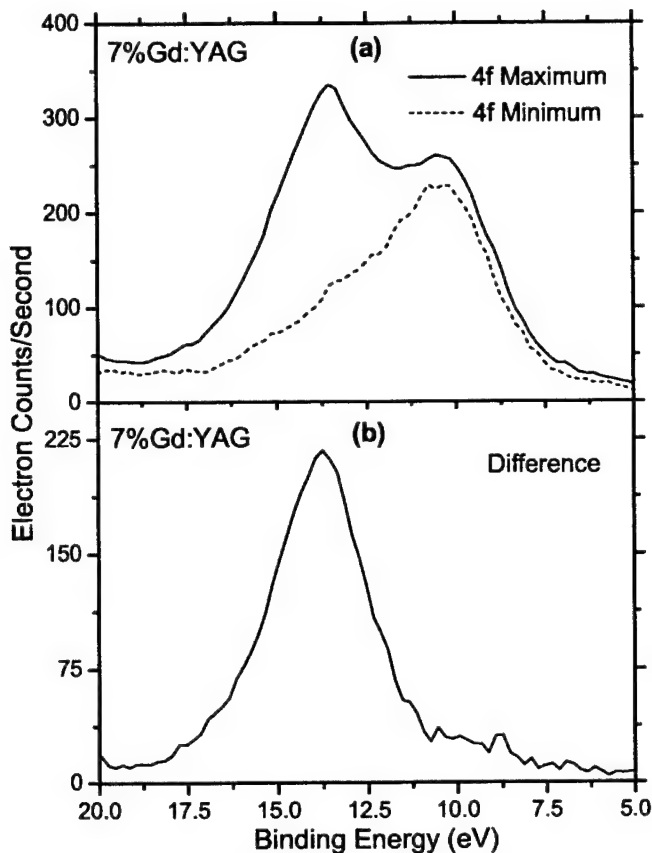 400
7%Gd:YAG
(a)
4f Maximum
4f Minimum
300
200
100
0
Electron Counts/Second
7%Gd:YAG
(b)
Difference
225
150
75
0
20.0 17.5 15.0 12.5 10.0 7.5 5.0
Binding Energy (eV)